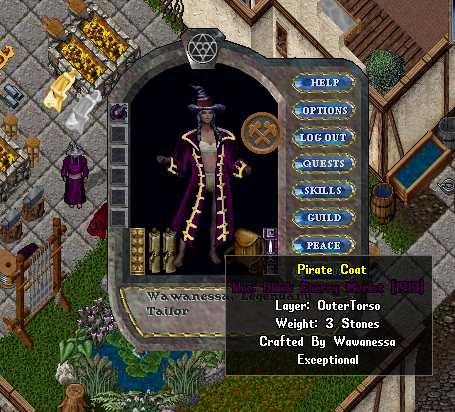 HELP
OPTIONS
LOG OUT
QUESTS
SKILLS
GUILD
PEACE
Pirate Coat
Hue: Black Cherry Merlot [1919]
Layer: OuterTorso
Weight: 3 Stones
Crafted By Wawanessa
Exceptional
Wawanessa, Legendary
Tailor